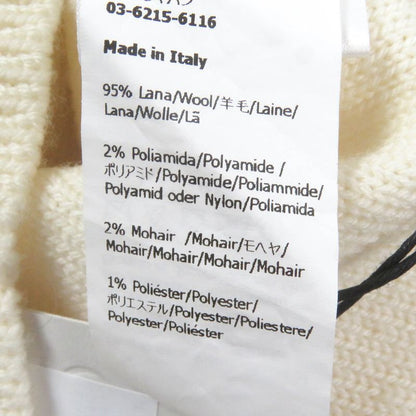 03-6215-6116
Made in Italy
95% Lana/Wool/羊毛/Laine/
Lana/Wolle/Lã
2% Poliamida/Polyamide /
ポリアミド/Polyamide/Poliammide/
Polyamid oder Nylon/Poliamida
2% Mohair /Mohair/モヘヤ/
Mohair/Mohair/Mohair/Mohair
1% Poliéster/Polyester/
ポリエステル/Polyester/Poliestere/
Polyester/Poliéster